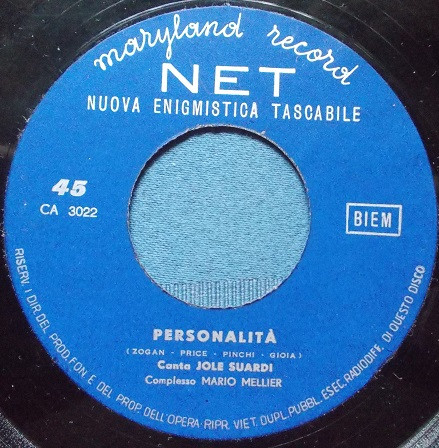 maryland record
NET
NUOVA ENIGMISTICA TASCABILE
45
CA 3022
BIEM
PERSONALITÀ
(ZOGAN - PRICE - PINCHI - GIOIA)
Canta JOLE SUARDI
Complesso MARIO MELLIER
RISERV. I DIR. DEL PROD. FON. E DEL PROP. DELL'OPERA-RIPR. VIET. DUPL. PUBBL. ESEC. RADIODIFF. DI QUESTO DISCO